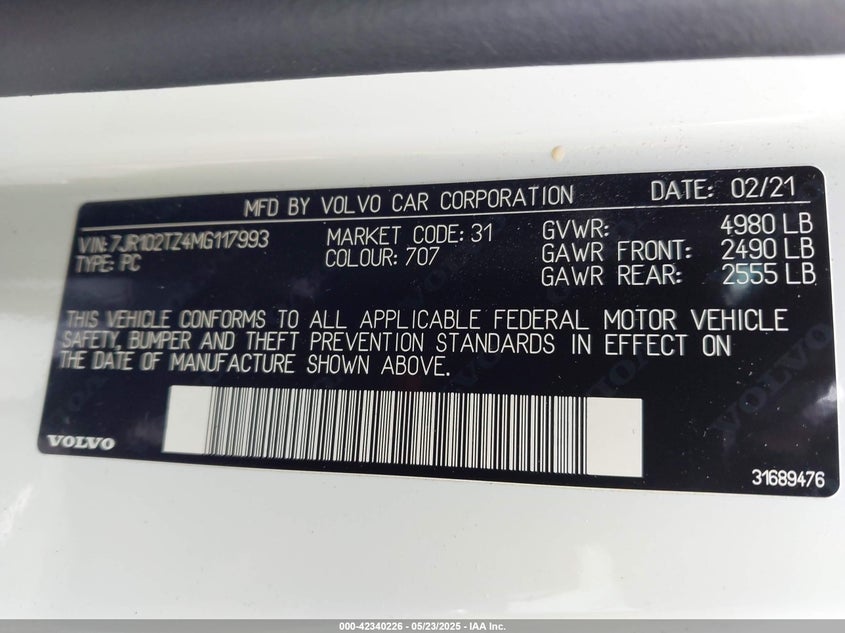 MFD BY VOLVO CAR CORPORATION DATE: 02/21
VIN: 7JR102TZ4MG117993 MARKET CODE: 31 GVWR: 4980 LB
TYPE: PC COLOUR: 707 GAWR FRONT: 2490 LB
GAWR REAR: 2555 LB
THIS VEHICLE CONFORMS TO ALL APPLICABLE FEDERAL MOTOR VEHICLE
SAFETY, BUMPER AND THEFT PREVENTION STANDARDS IN EFFECT ON
THE DATE OF MANUFACTURE SHOWN ABOVE.
VOLVO
31689476
000-42340226 - 05/23/2025 - IAA Inc.